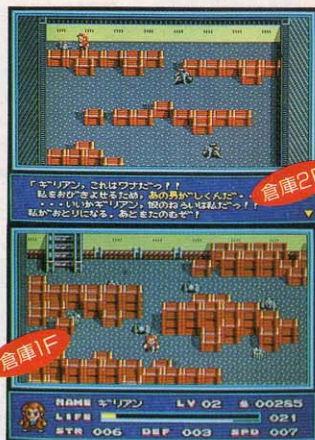 「ギリアン、これはワナだっ!!
私をおびきよせるため、あの男がしくんだ・
・・・いいかギリアン、奴のねらいは私だっ!!
私がおとりになる。あとをたのむぜ!
倉庫2F
倉庫1F
NAME ギリアン LV 02 $ 00285
LIFE 021
STR 006 DEF 003 SPD 007